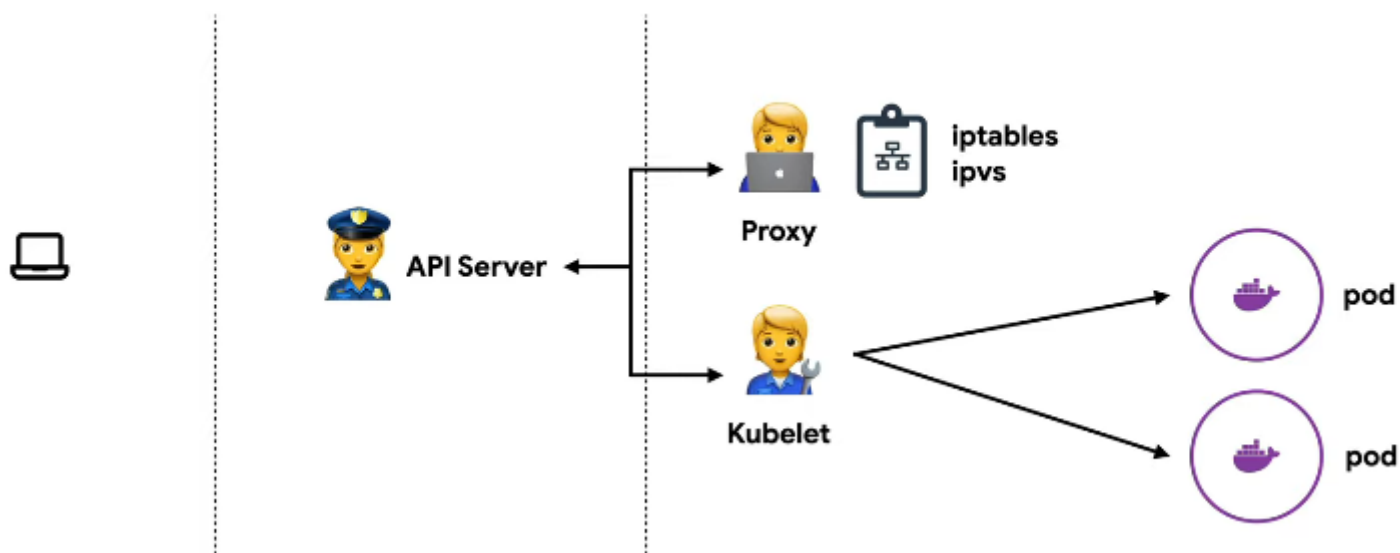 iptables
ipvs
Proxy
API Server
Kubelet
pod
pod